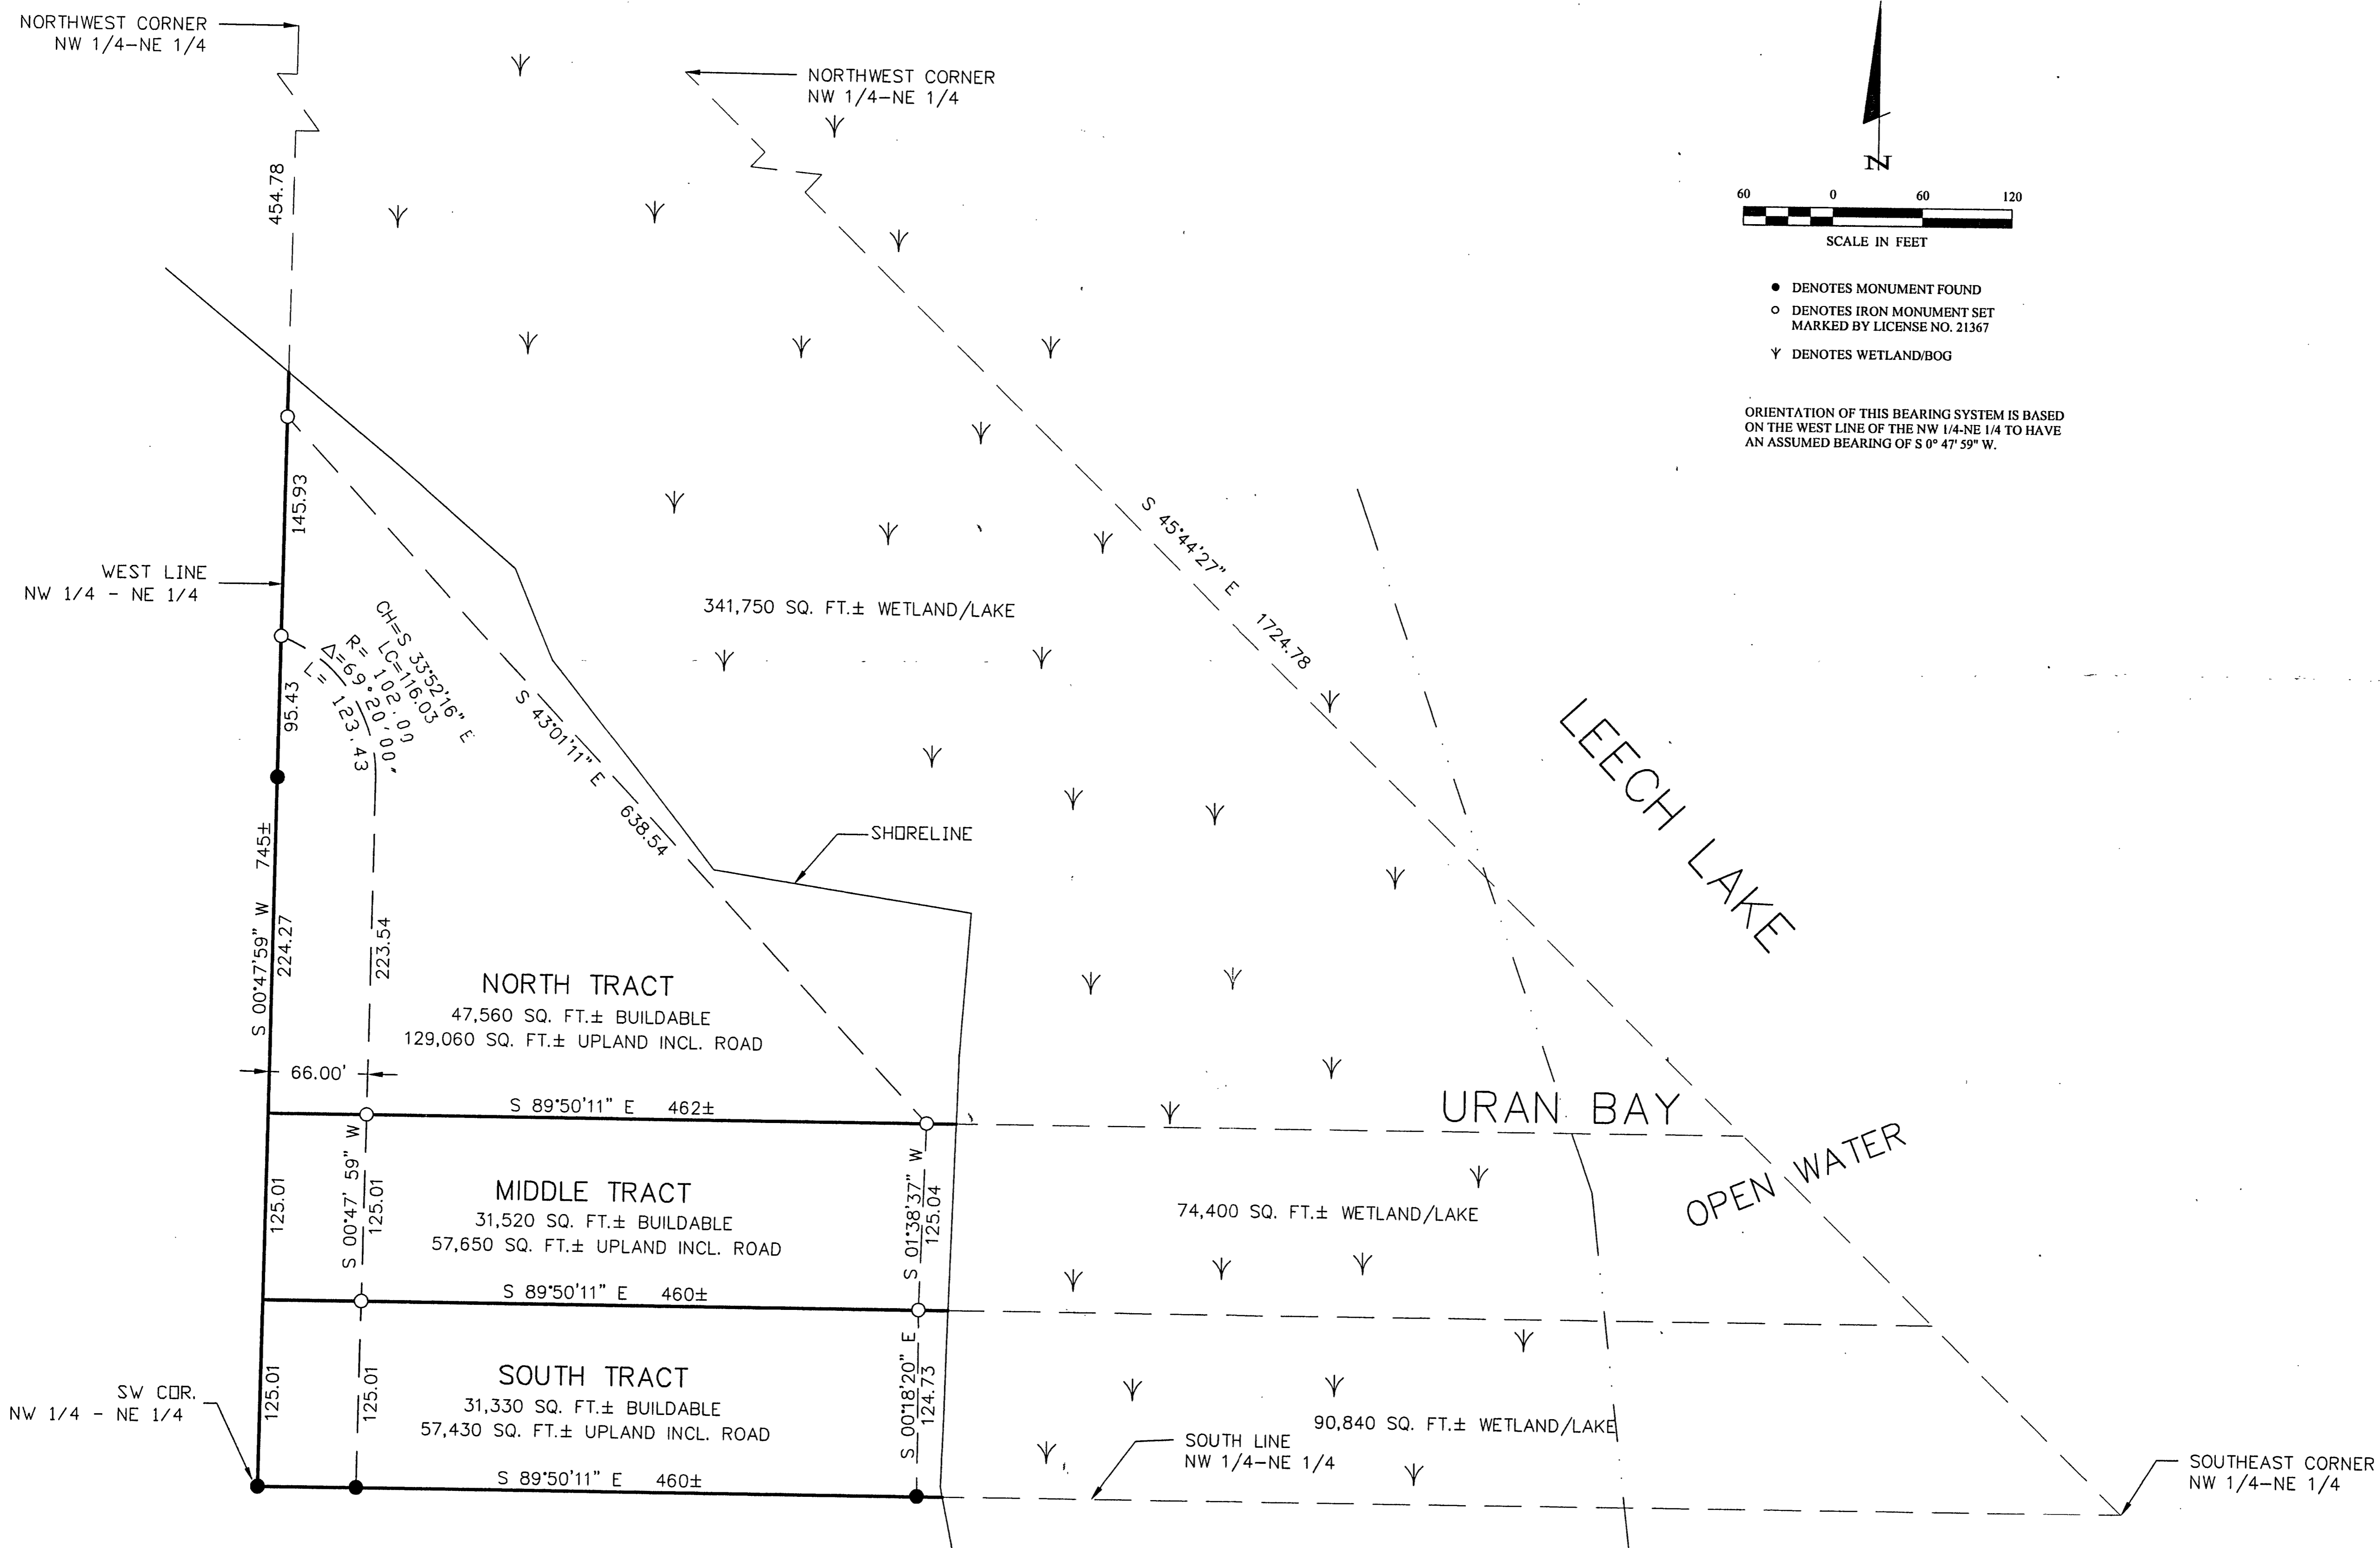 NORTHWEST CORNER
NW 1/4-NE 1/4
NORTHWEST CORNER
NW 1/4-NE 1/4
N
60 0 60 120
SCALE IN FEET
DENOTES MONUMENT FOUND
DENOTES IRON MONUMENT SET
MARKED BY LICENSE NO. 21367
DENOTES WETLAND/BOG
ORIENTATION OF THIS BEARING SYSTEM IS BASED
ON THE WEST LINE OF THE NW 1/4-NE 1/4 TO HAVE
AN ASSUMED BEARING OF S 0° 47' 59" W.
454.78
145.93
WEST LINE
NW 1/4 - NE 1/4
95.43
CH=S 33°52'16" E
LC=116.03
R= 102.00
Δ=69°20'00"
L= 123.43
S 43°01'11" E 638.54
341,750 SQ. FT.± WETLAND/LAKE
S 45°44'27" E 1724.78
LEECH LAKE
SHORELINE
S 00°47'59" W 745±
224.27
223.54
NORTH TRACT
47,560 SQ. FT.± BUILDABLE
129,060 SQ. FT.± UPLAND INCL. ROAD
66.00'
S 89°50'11" E 462±
URAN BAY
OPEN WATER
125.01
S 00°47' 59" W
125.01
MIDDLE TRACT
31,520 SQ. FT.± BUILDABLE
57,650 SQ. FT.± UPLAND INCL. ROAD
S 01°38'37" W
125.04
74,400 SQ. FT.± WETLAND/LAKE
S 89°50'11" E 460±
125.01
125.01
SOUTH TRACT
31,330 SQ. FT.± BUILDABLE
57,430 SQ. FT.± UPLAND INCL. ROAD
S 00°18'20" E
124.73
90,840 SQ. FT.± WETLAND/LAKE
SW COR.
NW 1/4 - NE 1/4
S 89°50'11" E 460±
SOUTH LINE
NW 1/4-NE 1/4
SOUTHEAST CORNER
NW 1/4-NE 1/4